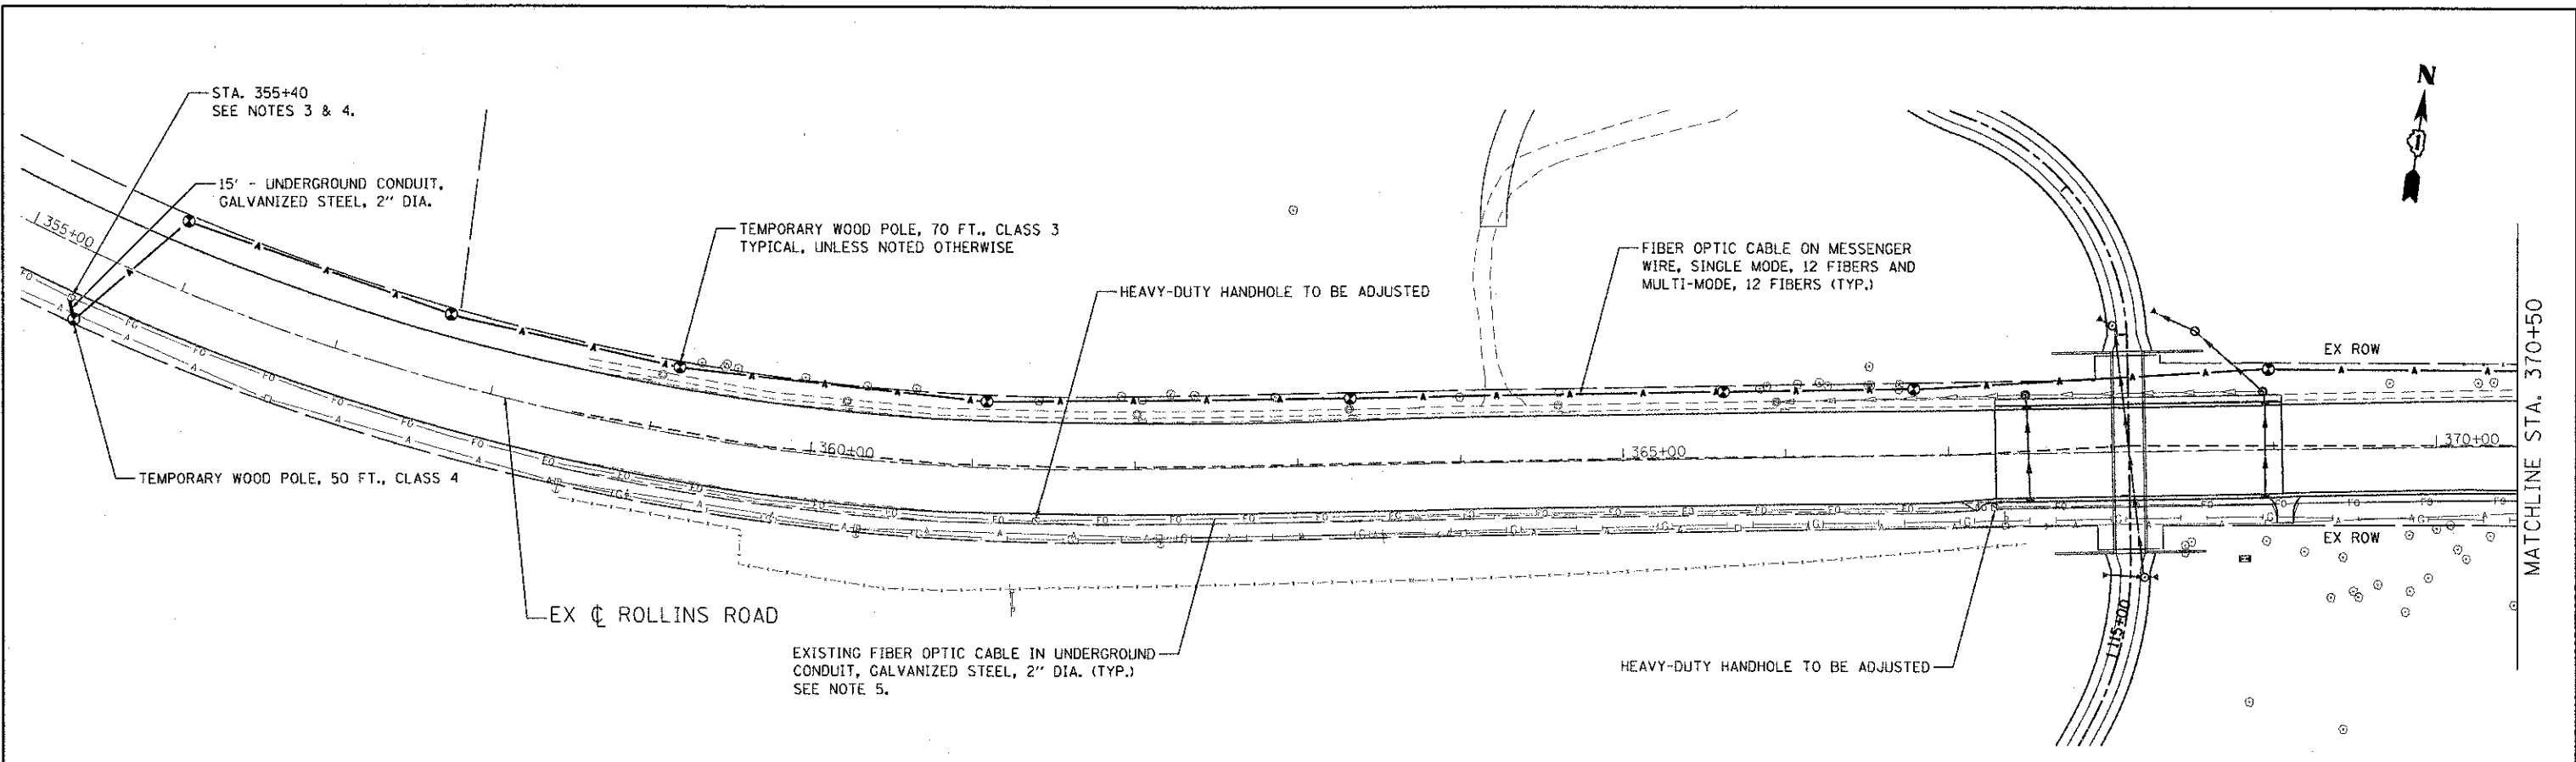 STA. 355+40
SEE NOTES 3 & 4.
15' - UNDERGROUND CONDUIT,
GALVANIZED STEEL, 2" DIA.
355+00
TEMPORARY WOOD POLE, 70 FT., CLASS 3
TYPICAL, UNLESS NOTED OTHERWISE
HEAVY-DUTY HANDHOLE TO BE ADJUSTED
FIBER OPTIC CABLE ON MESSENGER
WIRE, SINGLE MODE, 12 FIBERS AND
MULTI-MODE, 12 FIBERS (TYP.)
N
EX ROW
MATCHLINE STA. 370+50
360+00
365+00
370+00
TEMPORARY WOOD POLE, 50 FT., CLASS 4
EX ROW
EX ℄ ROLLINS ROAD
115+00
EXISTING FIBER OPTIC CABLE IN UNDERGROUND
CONDUIT, GALVANIZED STEEL, 2" DIA. (TYP.)
SEE NOTE 5.
HEAVY-DUTY HANDHOLE TO BE ADJUSTED